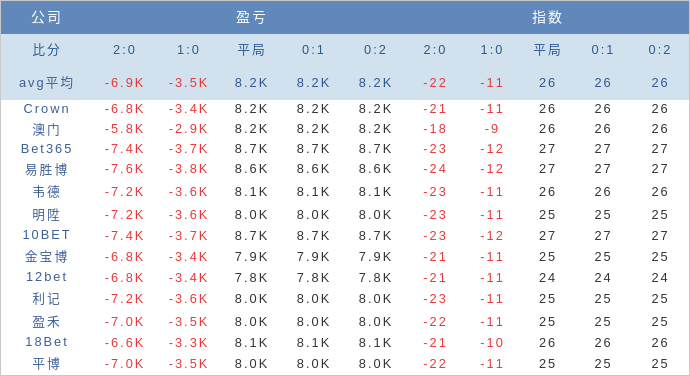 公司 盈亏 指数
比分 2:0 1:0 平局 0:1 0:2 2:0 1:0 平局 0:1 0:2
avg平均 -6.9K -3.5K 8.2K 8.2K 8.2K -22 -11 26 26 26
Crown -6.8K -3.4K 8.2K 8.2K 8.2K -21 -11 26 26 26
澳门 -5.8K -2.9K 8.2K 8.2K 8.2K -18 -9 26 26 26
Bet365 -7.4K -3.7K 8.7K 8.7K 8.7K -23 -12 27 27 27
易胜博 -7.6K -3.8K 8.6K 8.6K 8.6K -24 -12 27 27 27
韦德 -7.2K -3.6K 8.1K 8.1K 8.1K -23 -11 26 26 26
明陞 -7.2K -3.6K 8.0K 8.0K 8.0K -23 -11 25 25 25
10BET -7.4K -3.7K 8.7K 8.7K 8.7K -23 -12 27 27 27
金宝博 -6.8K -3.4K 7.9K 7.9K 7.9K -21 -11 25 25 25
12bet -6.8K -3.4K 7.8K 7.8K 7.8K -21 -11 24 24 24
利记 -7.2K -3.6K 8.0K 8.0K 8.0K -23 -11 25 25 25
盈禾 -7.0K -3.5K 8.0K 8.0K 8.0K -22 -11 25 25 25
18Bet -6.6K -3.3K 8.1K 8.1K 8.1K -21 -10 26 26 26
平博 -7.0K -3.5K 8.0K 8.0K 8.0K -22 -11 25 25 25